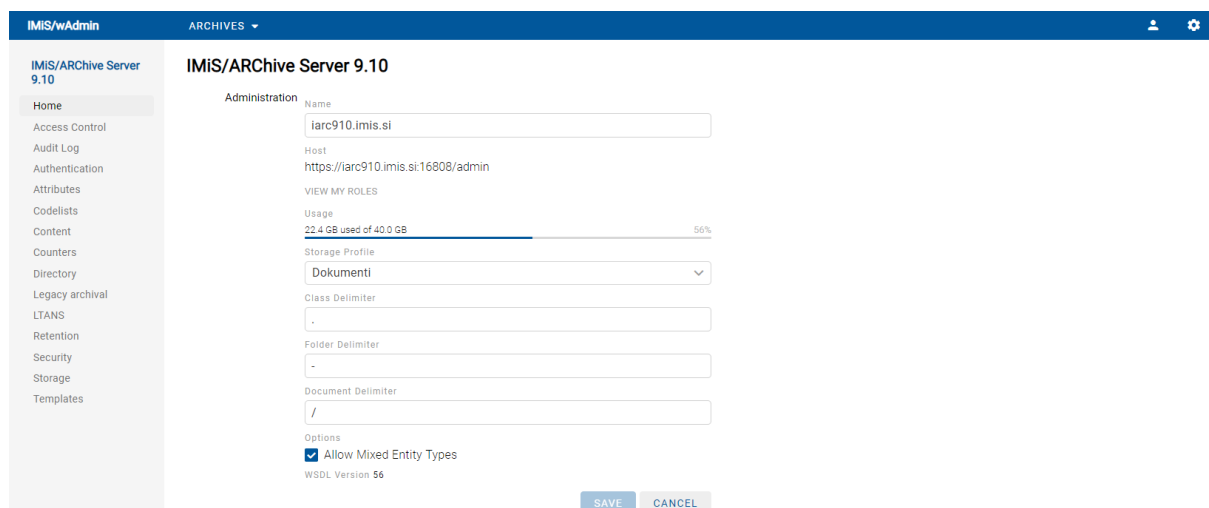 IMiS/wAdmin
ARCHIVES
IMiS/ARChive Server
9.10
Home
Access Control
Audit Log
Authentication
Attributes
Codelists
Content
Counters
Directory
Legacy archival
LTANS
Retention
Security
Storage
Templates
IMiS/ARChive Server 9.10
Administration
Name
iarc910.imis.si
Host
https://iarc910.imis.si:16808/admin
VIEW MY ROLES
Usage
22.4 GB used of 40.0 GB 56%
Storage Profile
Dokumenti
Class Delimiter
.
Folder Delimiter
-
Document Delimiter
/
Options
Allow Mixed Entity Types
WSDL Version 56
SAVE CANCEL